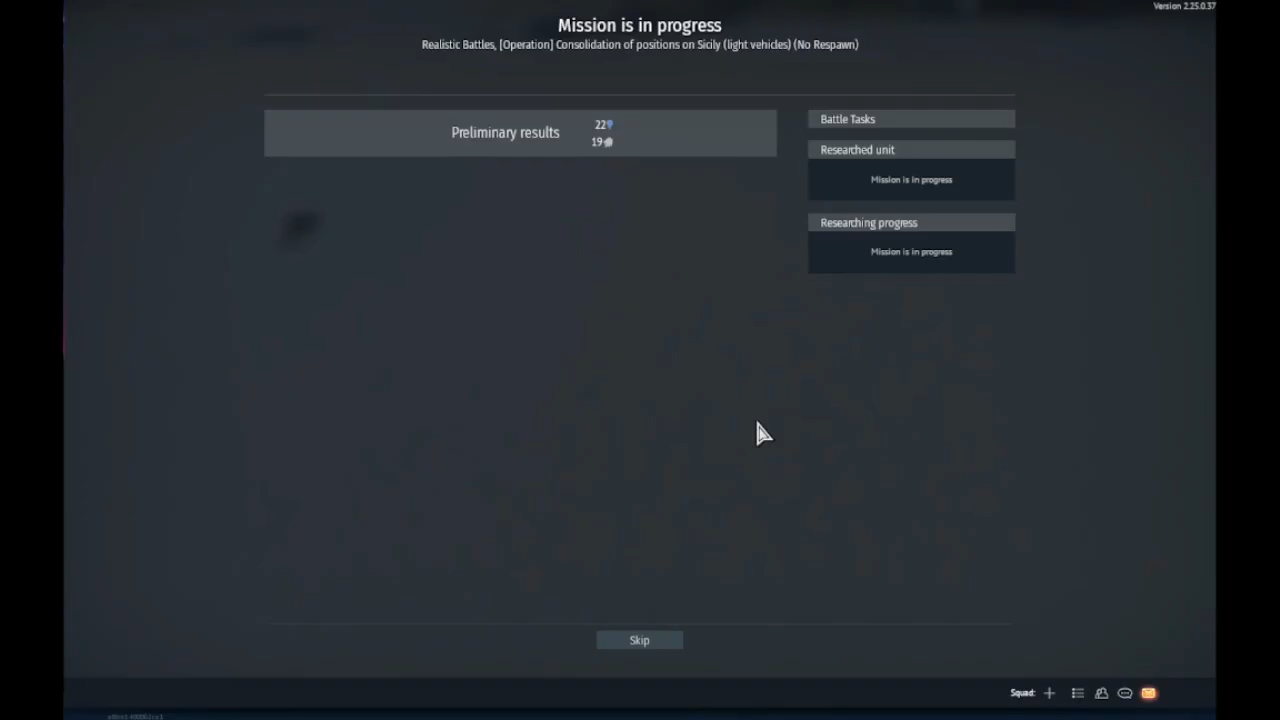 Version 2.25.0.37
Mission is in progress
Realistic Battles, [Operation] Consolidation of positions on Sicily (light vehicles) (No Respawn)
Preliminary results
22
19
Battle Tasks
Researched unit
Mission is in progress
Researching progress
Mission is in progress
Skip
Squad: